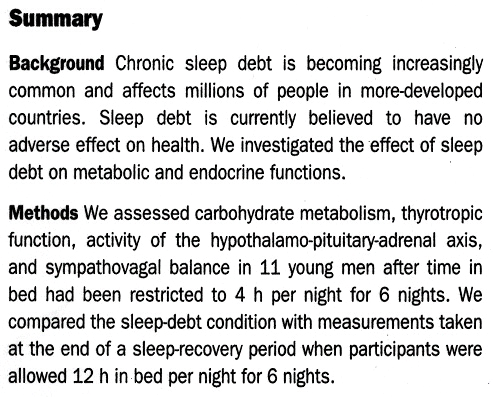 Summary
Background Chronic sleep debt is becoming increasingly
common and affects millions of people in more-developed
countries. Sleep debt is currently believed to have no
adverse effect on health. We investigated the effect of sleep
debt on metabolic and endocrine functions.
Methods We assessed carbohydrate metabolism, thyrotropic
function, activity of the hypothalamo-pituitary-adrenal axis,
and sympathovagal balance in 11 young men after time in
bed had been restricted to 4 h per night for 6 nights. We
compared the sleep-debt condition with measurements taken
at the end of a sleep-recovery period when participants were
allowed 12 h in bed per night for 6 nights.